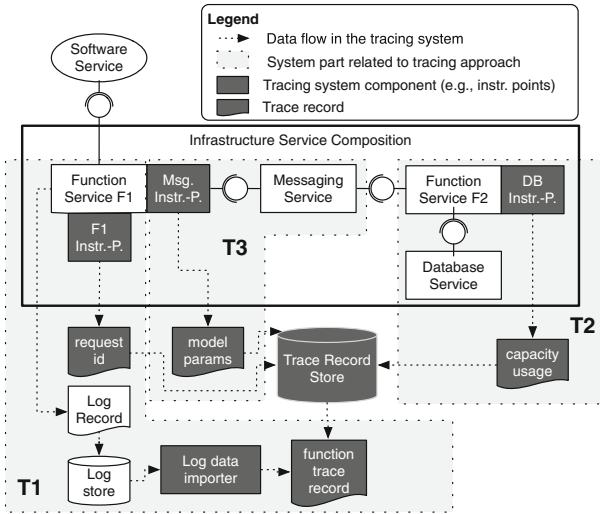 Legend
Data flow in the tracing system
System part related to tracing approach
Tracing system component (e.g., instr. points)
Trace record
Software
Service
Infrastructure Service Composition
Function
Service F1
Msg.
Instr.-P.
Messaging
Service
Function
Service F2
DB
Instr.-P.
F1
Instr.-P.
T3
Database
Service
T2
request
id
model
params
Trace Record
Store
capacity
usage
Log
Record
Log
store
Log data
importer
function
trace
record
T1